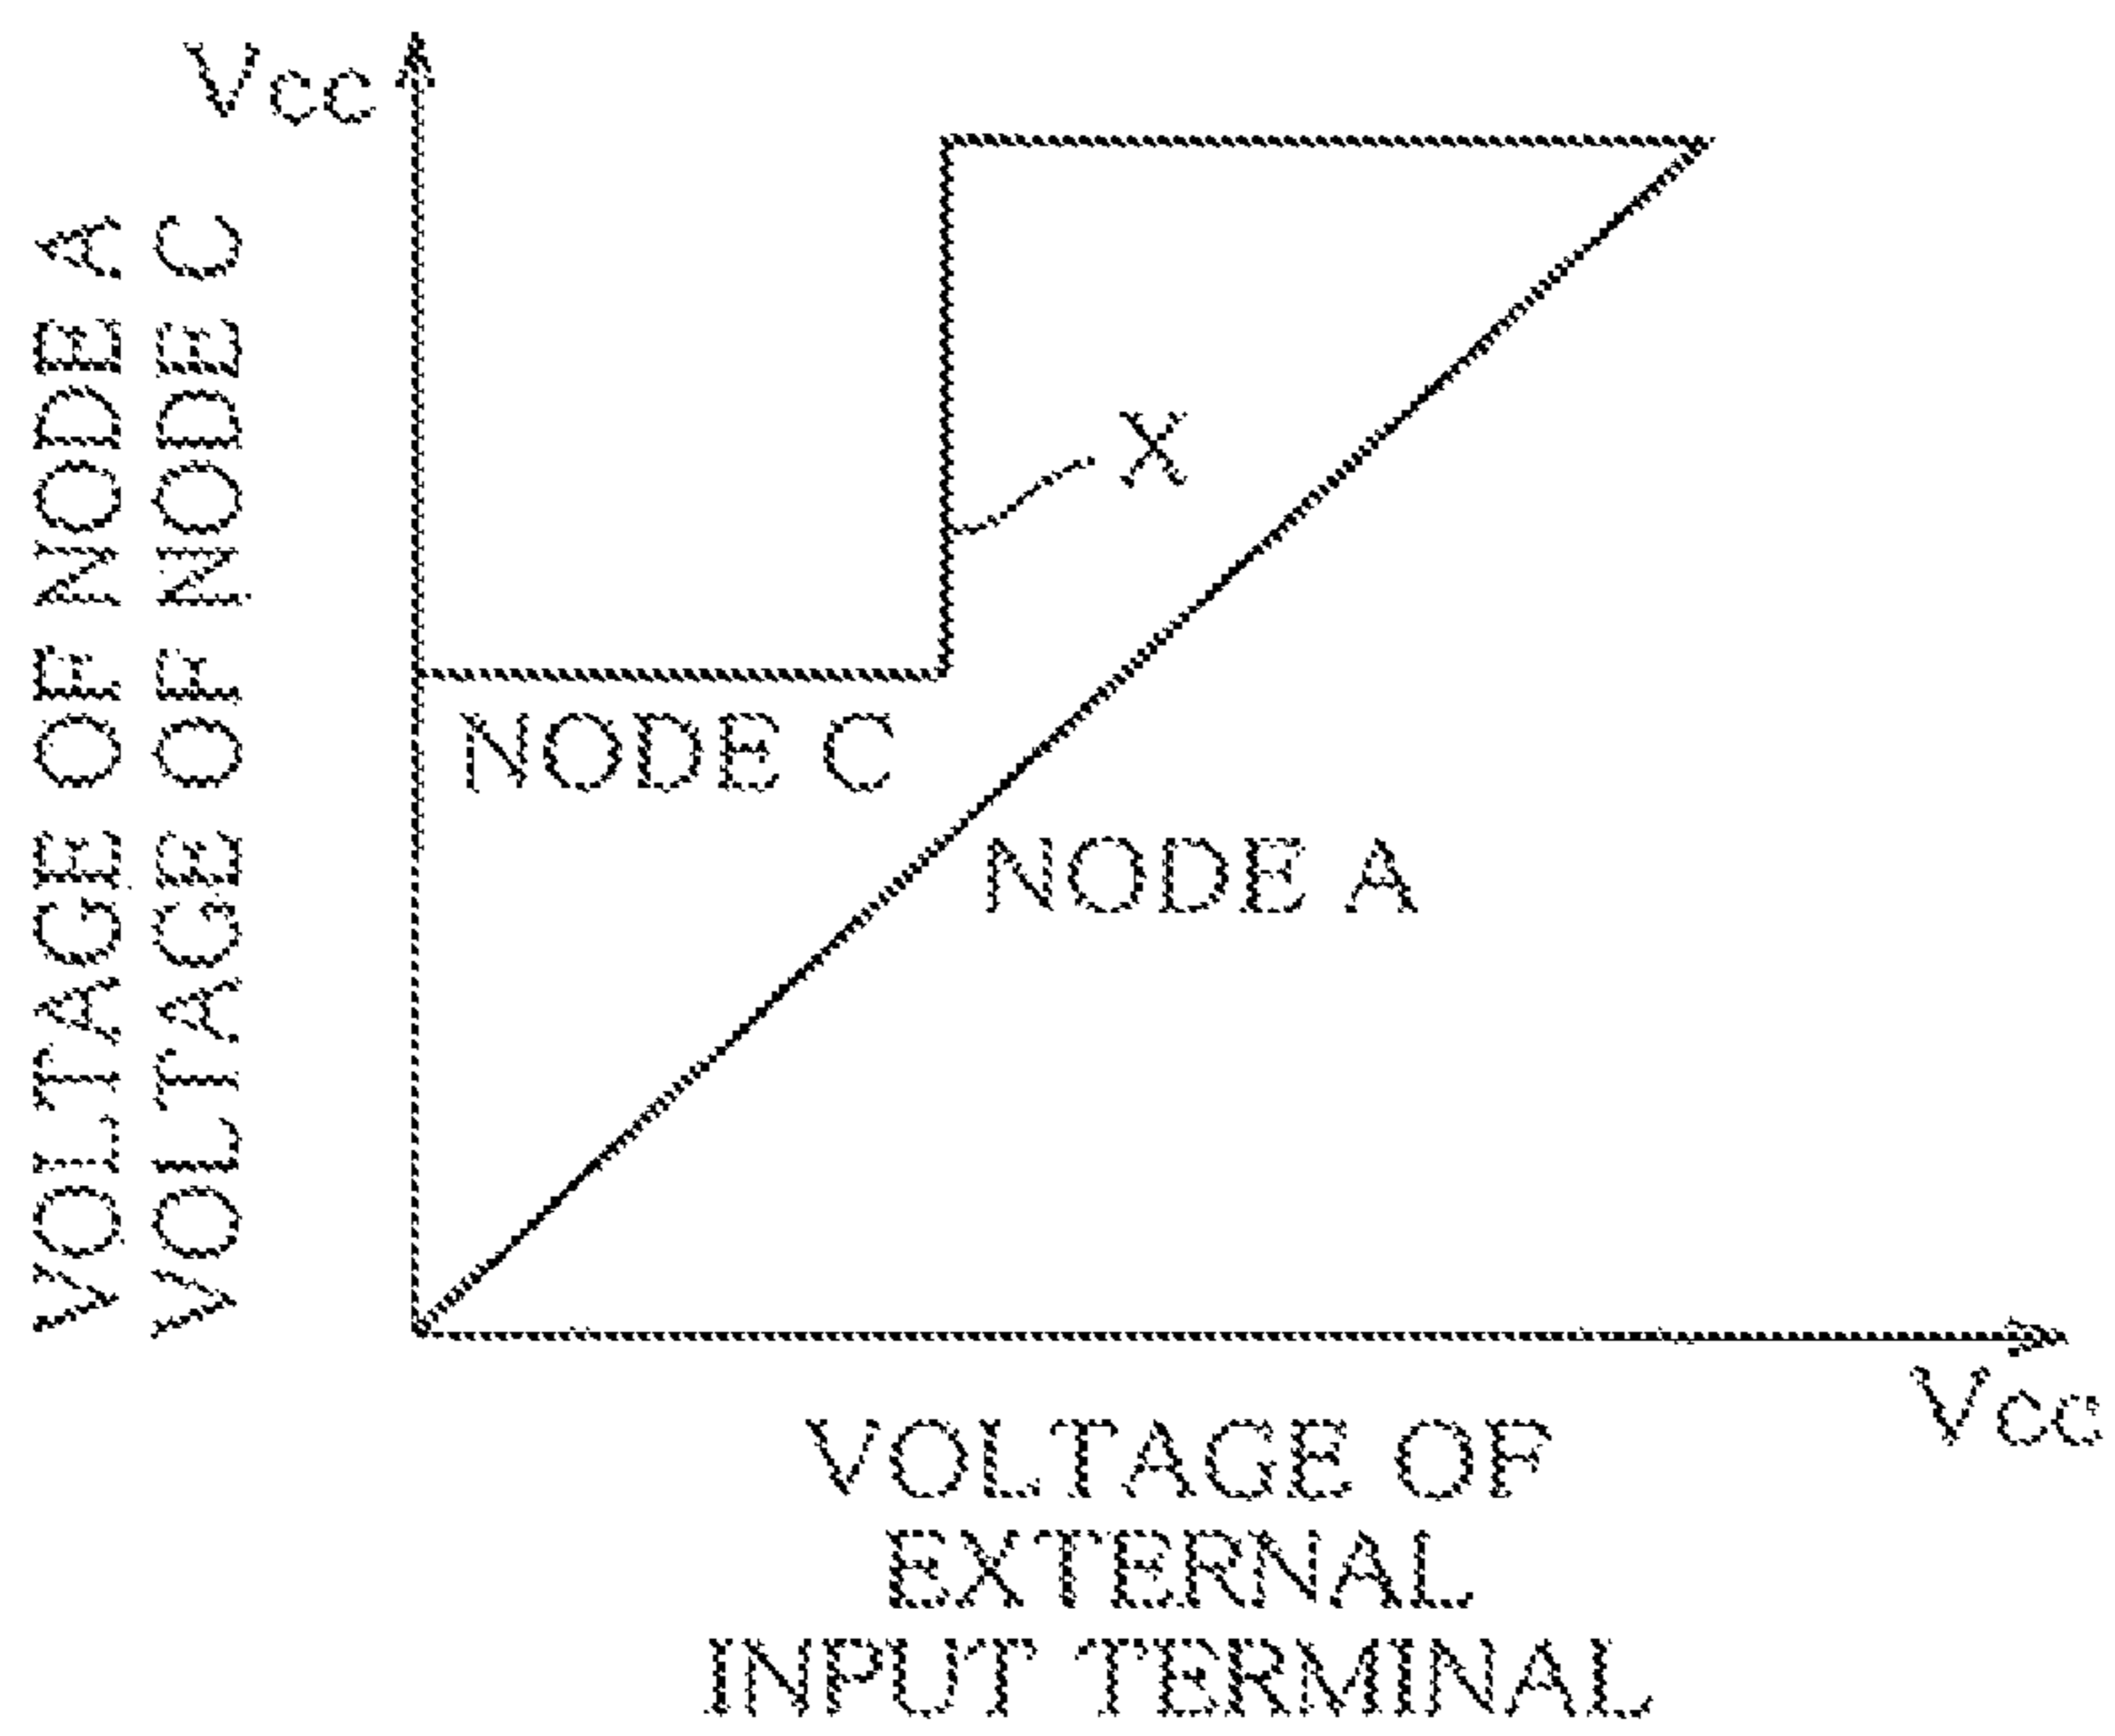 Vcc
VOLTAGE OF NODE A
VOLTAGE OF NODE C
X
NODE C
NODE A
Vcc
VOLTAGE OF
EXTERNAL
INPUT TERMINAL